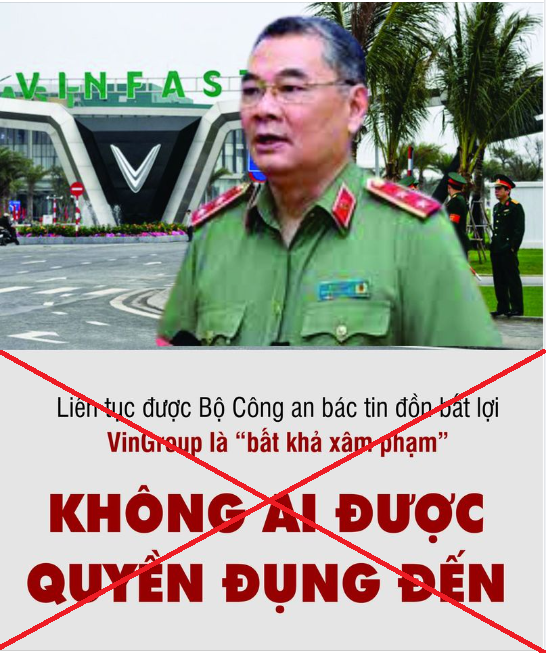 VINFAST
Liên tục được Bộ Công an bác tin đồn bất lợi
VinGroup là “bất khả xâm phạm”
KHÔNG AI ĐƯỢC
QUYỀN ĐỤNG ĐẾN